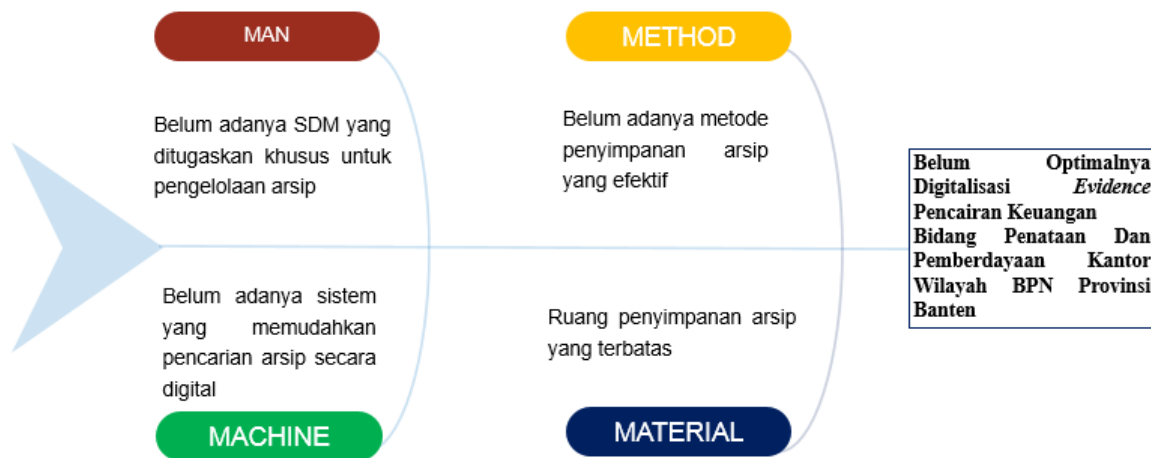 MAN
METHOD
Belum adanya SDM yang
ditugaskan khusus untuk
pengelolaan arsip
Belum adanya metode
penyimpanan arsip
yang efektif
Belum Optimalnya
Digitalisasi Evidence
Pencairan Keuangan
Bidang Penataan Dan
Pemberdayaan Kantor
Wilayah BPN Provinsi
Banten
Belum adanya sistem
yang memudahkan
pencarian arsip secara
digital
Ruang penyimpanan arsip
yang terbatas
MACHINE
MATERIAL